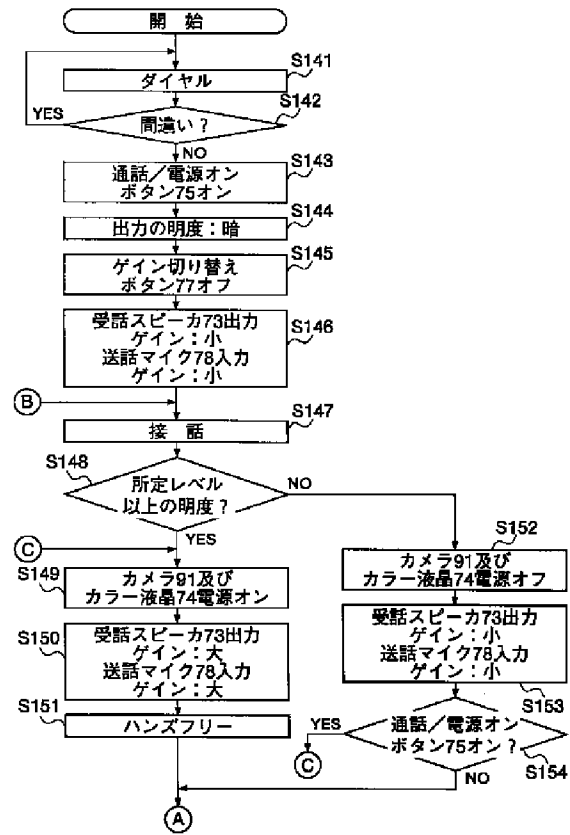 開 始
S141
ダイヤル
S142
YES
間違い?
NO
S143
通話/電源オン
ボタン75オン
S144
出力の明度:暗
S145
ゲイン切り替え
ボタン77オフ
S146
受話スピーカ73出力
ゲイン:小
送話マイク78入力
ゲイン:小
B
S147
接 話
S148
所定レベル
以上の明度?
NO
YES
C
S149
カメラ91及び
カラー液晶74電源オン
S150
受話スピーカ73出力
ゲイン:大
送話マイク78入力
ゲイン:大
S151
ハンズフリー
S152
カメラ91及び
カラー液晶74電源オフ
受話スピーカ73出力
ゲイン:小
送話マイク78入力
ゲイン:小
S153
YES
通話/電源オン
ボタン75オン?
S154
C
NO
A